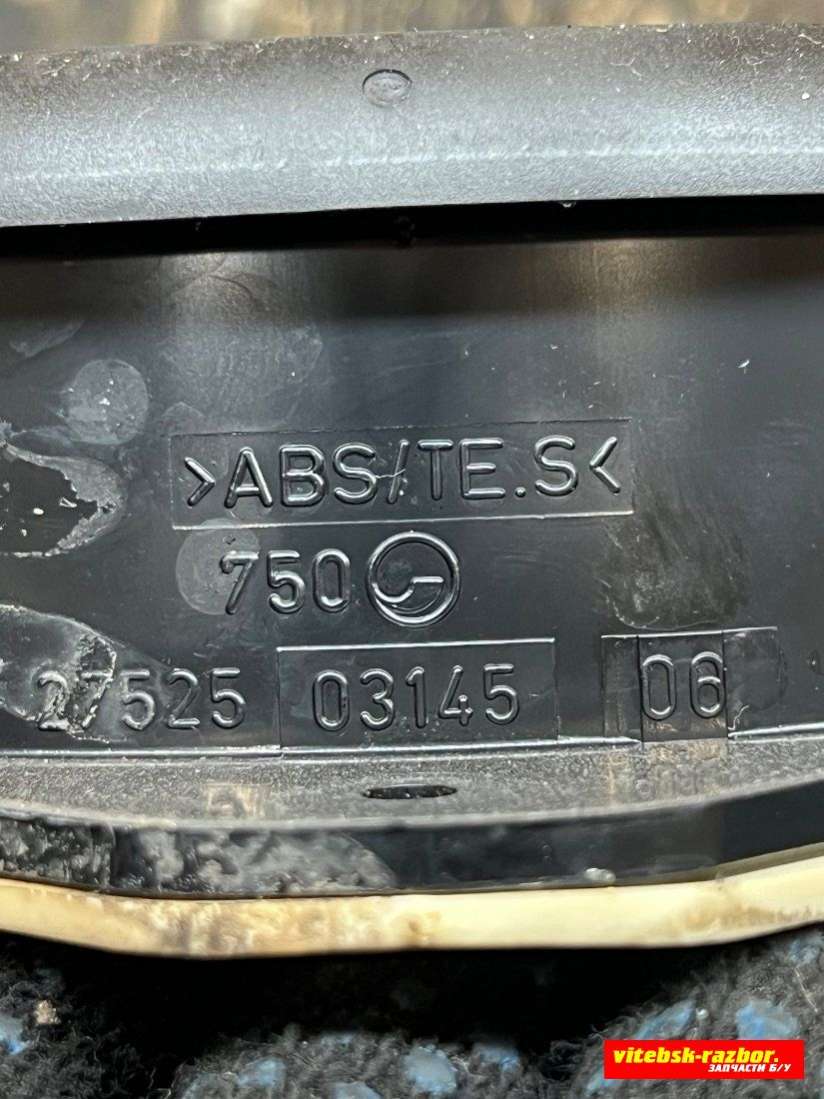 >ABS/TE.S<
750
27525 03145 06
vitebsk-razbor.
ЗАПЧАСТИ Б/У